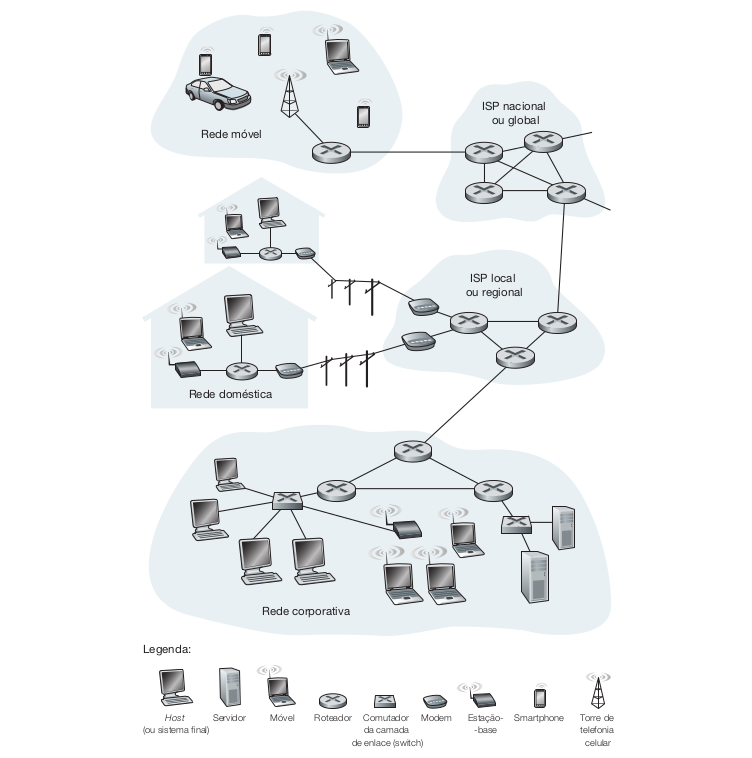 Rede móvel
ISP nacional
ou global
ISP local
ou regional
Rede doméstica
Rede corporativa
Legenda:
Host
(ou sistema final)
Servidor
Móvel
Roteador
Comutador
da camada
de enlace (switch)
Modem
Estação-
-base
Smartphone
Torre de
telefonia
celular